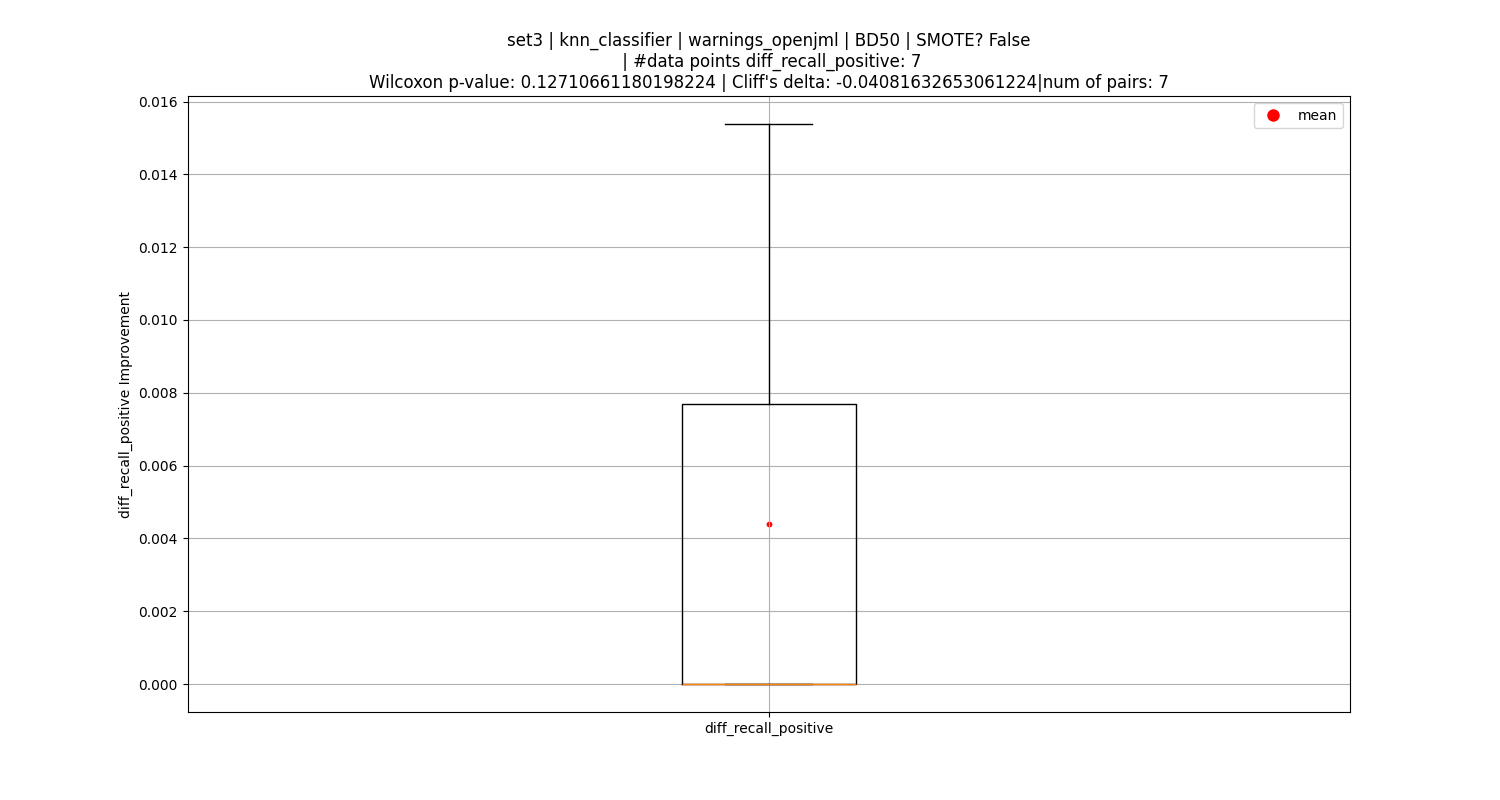 set3 | knn_classifier | warnings_openjml | BD50 | SMOTE? False
| #data points diff_recall_positive: 7
Wilcoxon p-value: 0.12710661180198224 | Cliff's delta: -0.04081632653061224|num of pairs: 7
mean
0.016
0.014
0.012
0.010
0.008
0.006
0.004
0.002
0.000
diff_recall_positive Improvement
diff_recall_positive